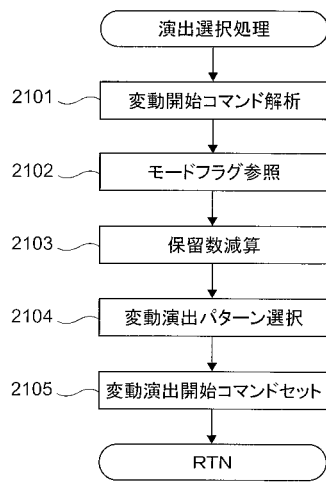 演出選択処理
2101
変動開始コマンド解析
2102
モードフラグ参照
2103
保留数減算
2104
変動演出パターン選択
2105
変動演出開始コマンドセット
RTN